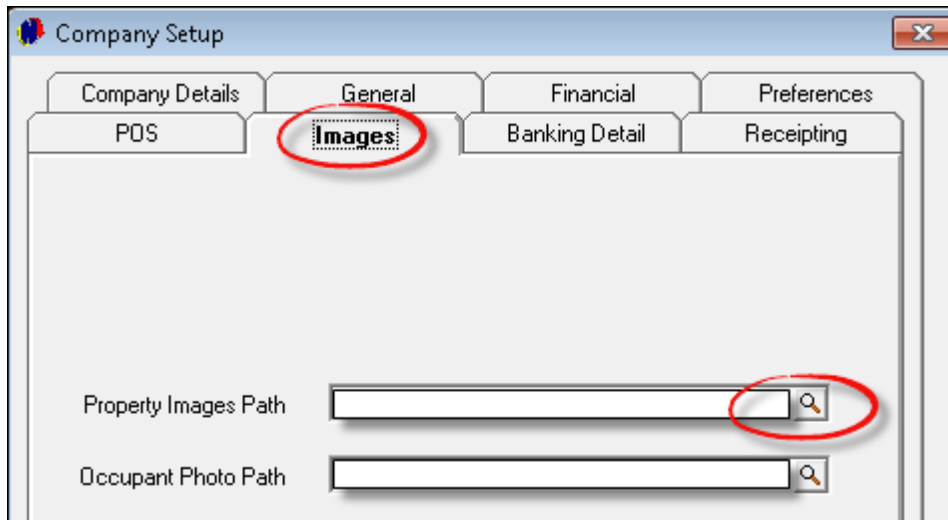 Company Setup
Company Details General Financial Preferences
POS Images Banking Detail Receipting
Property Images Path
Occupant Photo Path